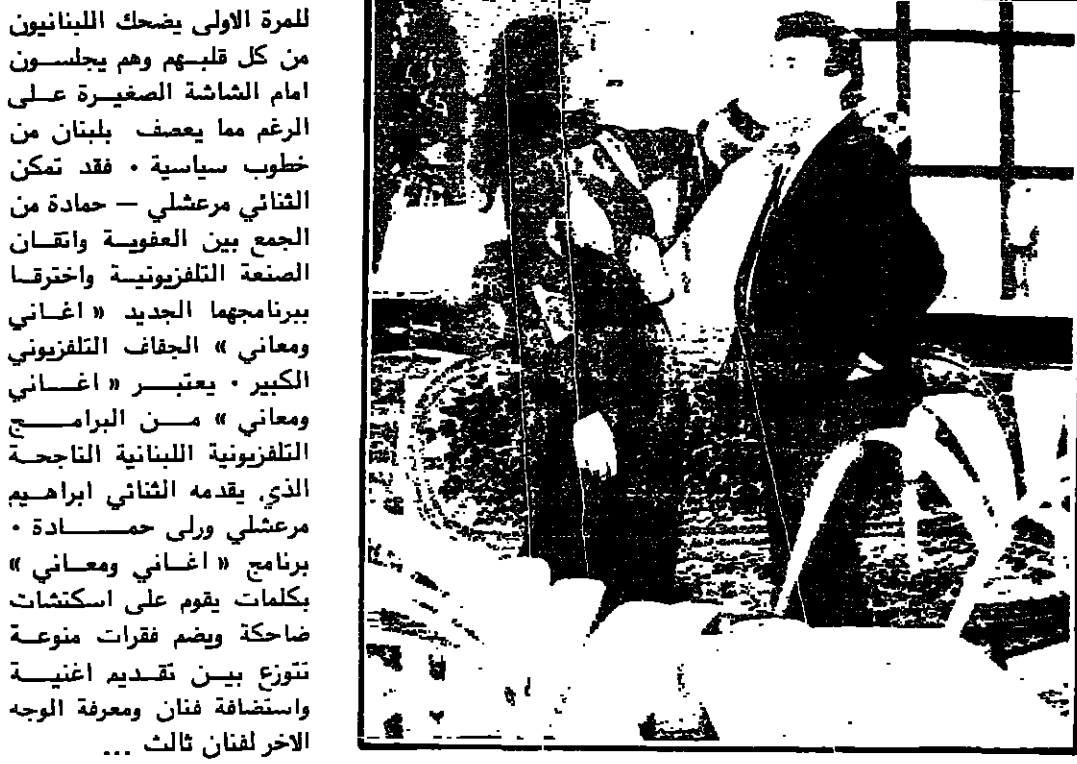 للمرة الاولى يضحك اللبنانيون
من كل قلبهم وهم يجلسون
امام الشاشة الصغيرة على
الرغم مما يعصف بلبنان من
خطوب سياسية . فقد تمكن
الثنائي مرعشلي — حمادة من
الجمع بين العفوية واتقان
الصنعة التلفزيونية واخترقا
ببرنامجهما الجديد « اغاني
ومعاني » الجفاف التلفزيوني
الكبير . يعتبر « اغاني
ومعاني » من البرامج
التلفزيونية اللبنانية الناجحة
الذي يقدمه الثنائي ابراهيم
مرعشلي ورلى حمادة .
برنامج « اغاني ومعاني »
بكلمات يقوم على اسكتشات
ضاحكة ويضم فقرات منوعة
تتوزع بين تقديم اغنية
واستضافة فنان ومعرفة الوجه
الاخر لفنان ثالث ...